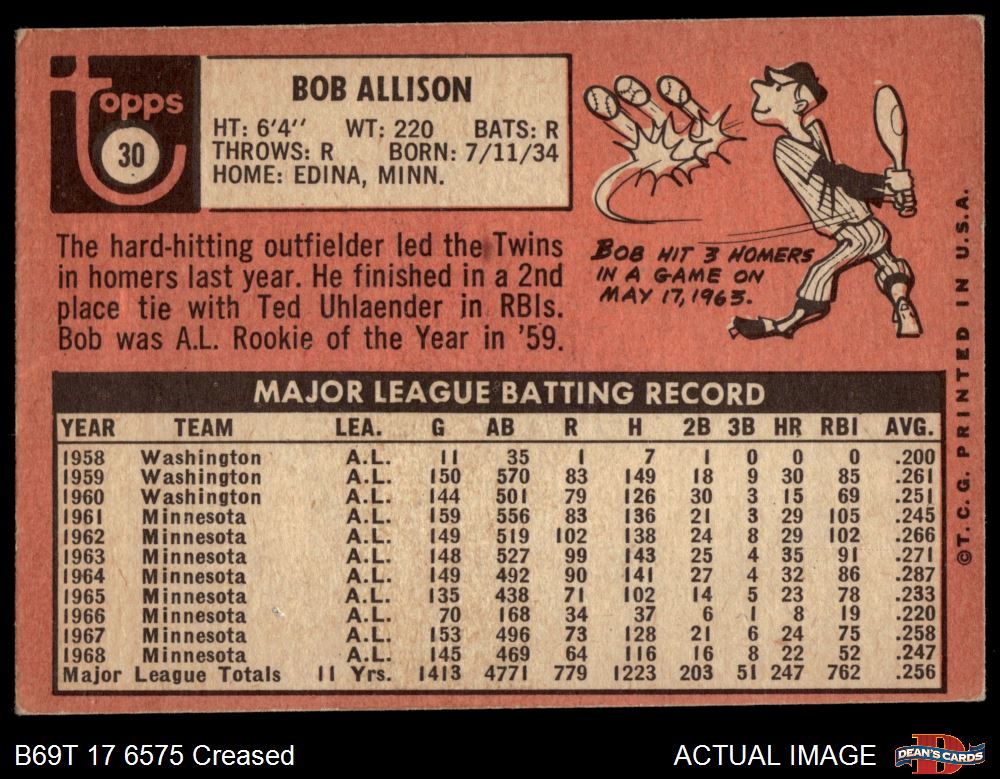 Topps
30
BOB ALLISON
HT: 6'4'' WT: 220 BATS: R
THROWS: R BORN: 7/11/34
HOME: EDINA, MINN.
The hard-hitting outfielder led the Twins
in homers last year. He finished in a 2nd
place tie with Ted Uhlaender in RBIs.
Bob was A.L. Rookie of the Year in '59.
BOB HIT 3 HOMERS
IN A GAME ON
MAY 17, 1963.
MAJOR LEAGUE BATTING RECORD
YEAR TEAM LEA. G AB R H 2B 3B HR RBI AVG.
1958 Washington A.L. 11 35 1 7 1 0 0 0 .200
1959 Washington A.L. 150 570 83 149 18 9 30 85 .261
1960 Washington A.L. 144 501 79 126 30 3 15 69 .251
1961 Minnesota A.L. 159 556 83 136 21 3 29 105 .245
1962 Minnesota A.L. 149 519 102 138 24 8 29 102 .266
1963 Minnesota A.L. 148 527 99 143 25 4 35 91 .271
1964 Minnesota A.L. 149 492 90 141 27 4 32 86 .287
1965 Minnesota A.L. 135 438 71 102 14 5 23 78 .233
1966 Minnesota A.L. 70 168 34 37 6 1 8 19 .220
1967 Minnesota A.L. 153 496 73 128 21 6 24 75 .258
1968 Minnesota A.L. 145 469 64 116 16 8 22 52 .247
Major League Totals 11 Yrs. 1413 4771 779 1223 203 51 247 762 .256
©T.C.G. PRINTED IN U.S.A.
B69T 17 6575 Creased
ACTUAL IMAGE
DEAN'S CARDS